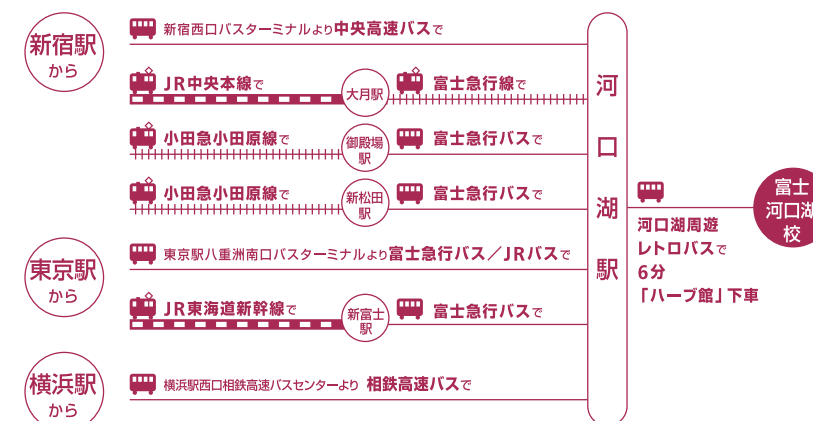 新宿駅
から
新宿西口バスターミナルより中央高速バスで
JR中央本線で
大月駅
富士急行線で
小田急小田原線で
御殿場
駅
富士急行バスで
小田急小田原線で
新松田
駅
富士急行バスで
東京駅
から
東京駅八重洲南口バスターミナルより富士急行バス／JRバスで
JR東海道新幹線で
新富士
駅
富士急行バスで
横浜駅
から
横浜駅西口相鉄高速バスセンターより 相鉄高速バスで
河口湖駅
河口湖周遊
レトロバスで
6分
「ハーブ館」下車
富士
河口湖
校